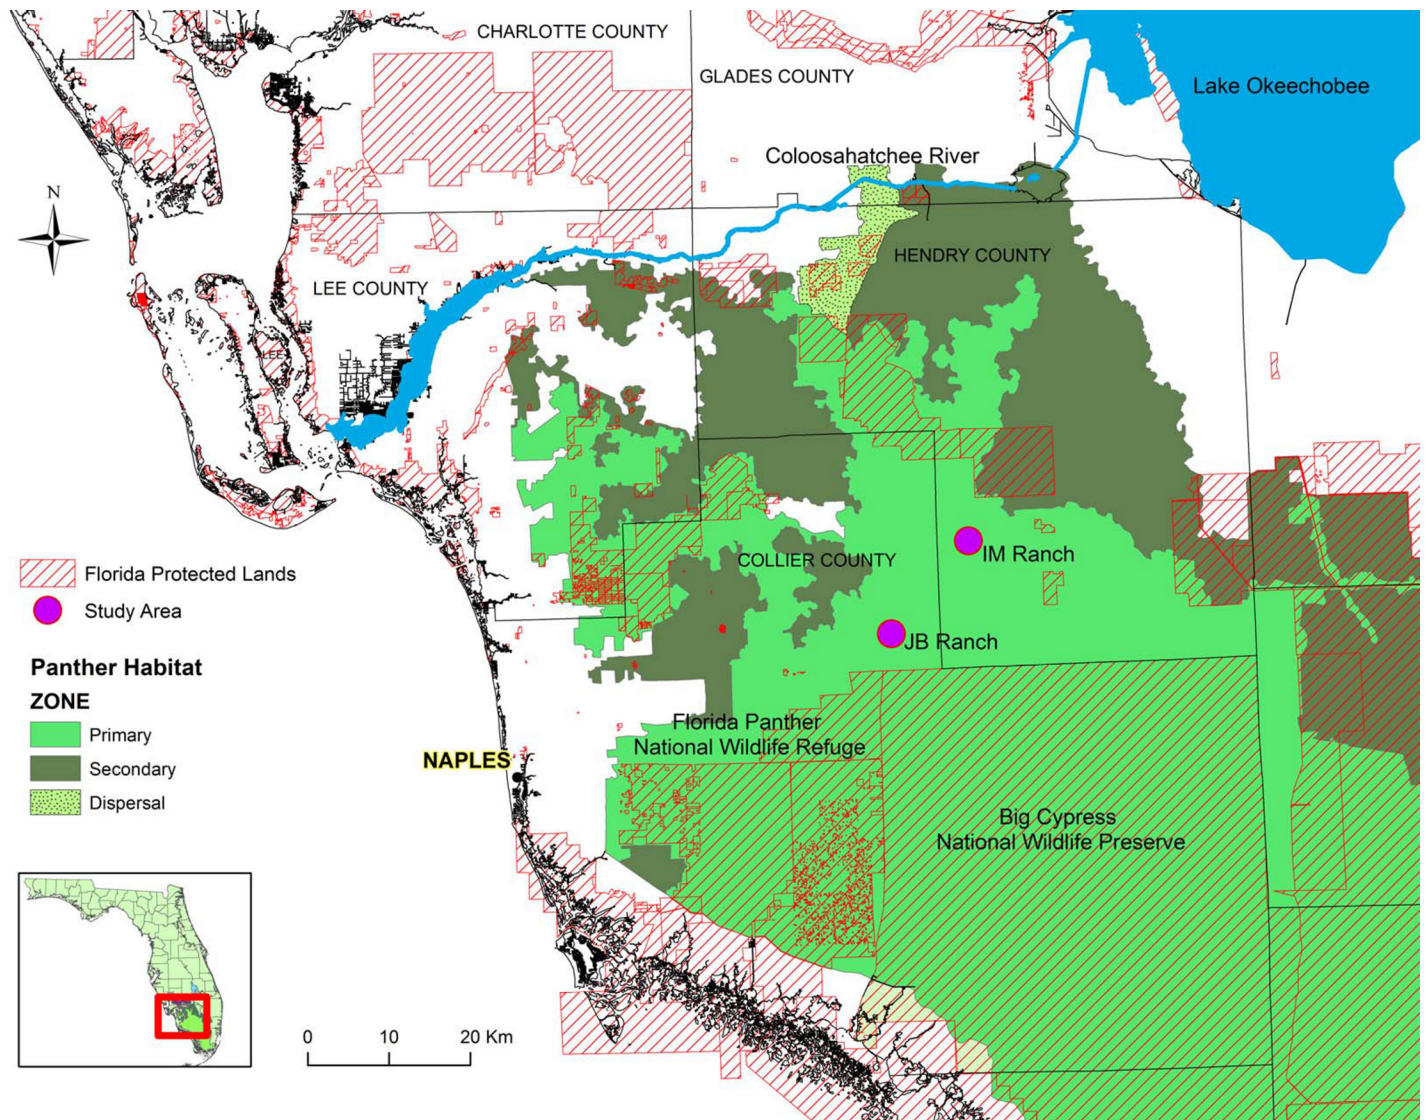 CHARLOTTE COUNTY
GLADES COUNTY
Lake Okeechobee
Coloosahatchee River
N
HENDRY COUNTY
LEE COUNTY
LEE
IM Ranch
COLLIER COUNTY
JB Ranch
Florida Protected Lands
Study Area
Panther Habitat
ZONE
Primary
Secondary
Dispersal
Florida Panther
National Wildlife Refuge
NAPLES
Big Cypress
National Wildlife Preserve
0 10 20 Km